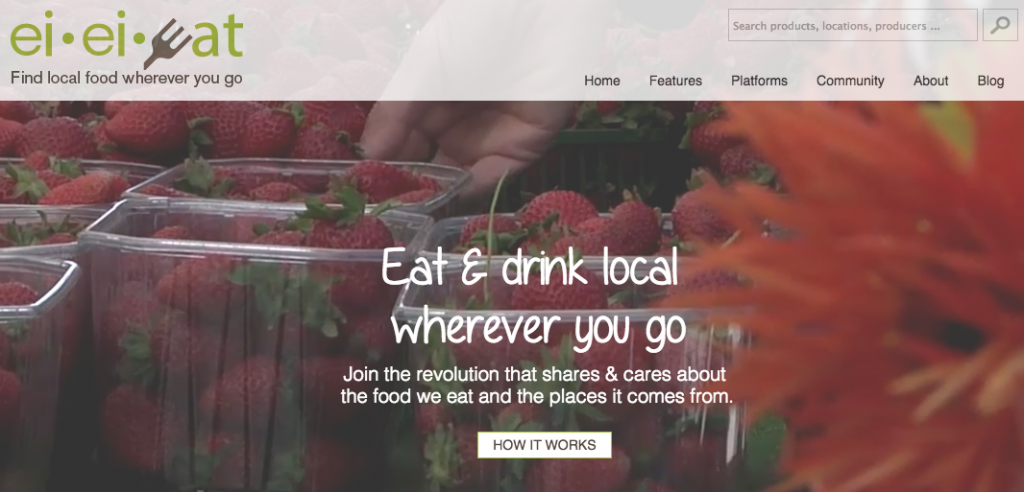 ei•ei•eat
Find local food wherever you go
Search products, locations, producers ...
Home Features Platforms Community About Blog
Eat & drink local
wherever you go
Join the revolution that shares & cares about
the food we eat and the places it comes from.
HOW IT WORKS